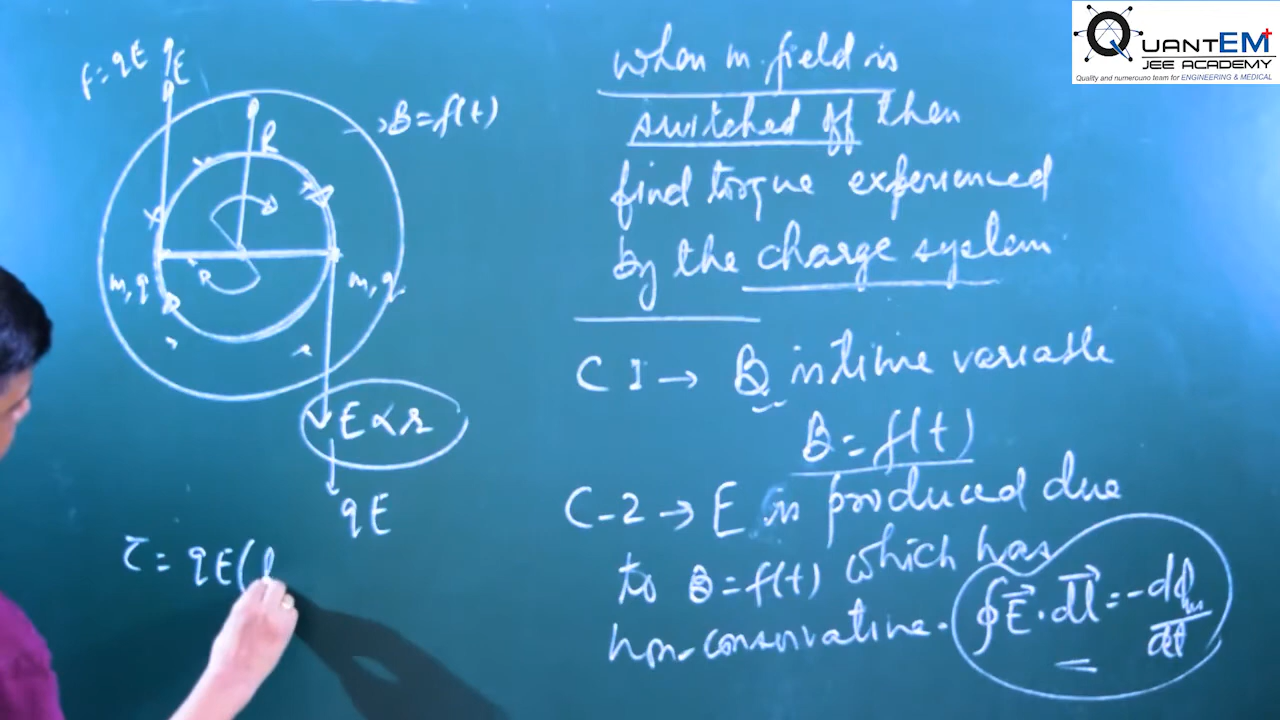 QUANTEM+
JEE ACADEMY
Quality and numerouno team for ENGINEERING & MEDICAL
when m. field is
switched off then
find torque experienced
by the charge system
C 1 → B is time variable
B = f(t)
C-2 → E is produced due
to B = f(t) which has
non-conservative.
∮E⃗ · dl⃗ = -dϕm/dt
F = qE
E
B = f(t)
R
R
m, q
m, q
E ∝ r
qE
τ = qE(